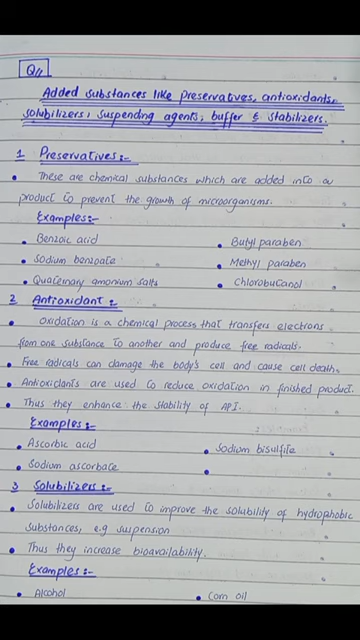 Q4
Added substances like preservatives, antioxidants,
solubilizers, suspending agents, buffer & stabilizers.
1 Preservatives:-
• These are chemical substances which are added into a
product to prevent the growth of microorganisms.
Examples:-
• Benzoic acid
• Butyl paraben
• Sodium benzoate
• Methyl paraben
• Quaternary amonium salts
• Chlorobutanol
2 Antioxidant:-
• Oxidation is a chemical process that transfers electrons
from one substance to another and produce free radicals.
• Free radicals can damage the body's cell and cause cell death.
• Antioxidants are used to reduce oxidation in finished product.
• Thus they enhance the stability of API.
Examples:-
• Ascorbic acid
• Sodium bisulfite
• Sodium ascorbate
•
3 Solubilizers:-
• Solubilizers are used to improve the solubility of hydrophobic
substances, e.g suspension
• Thus they increase bioavailability.
Examples:-
• Alcohol
• Corn oil